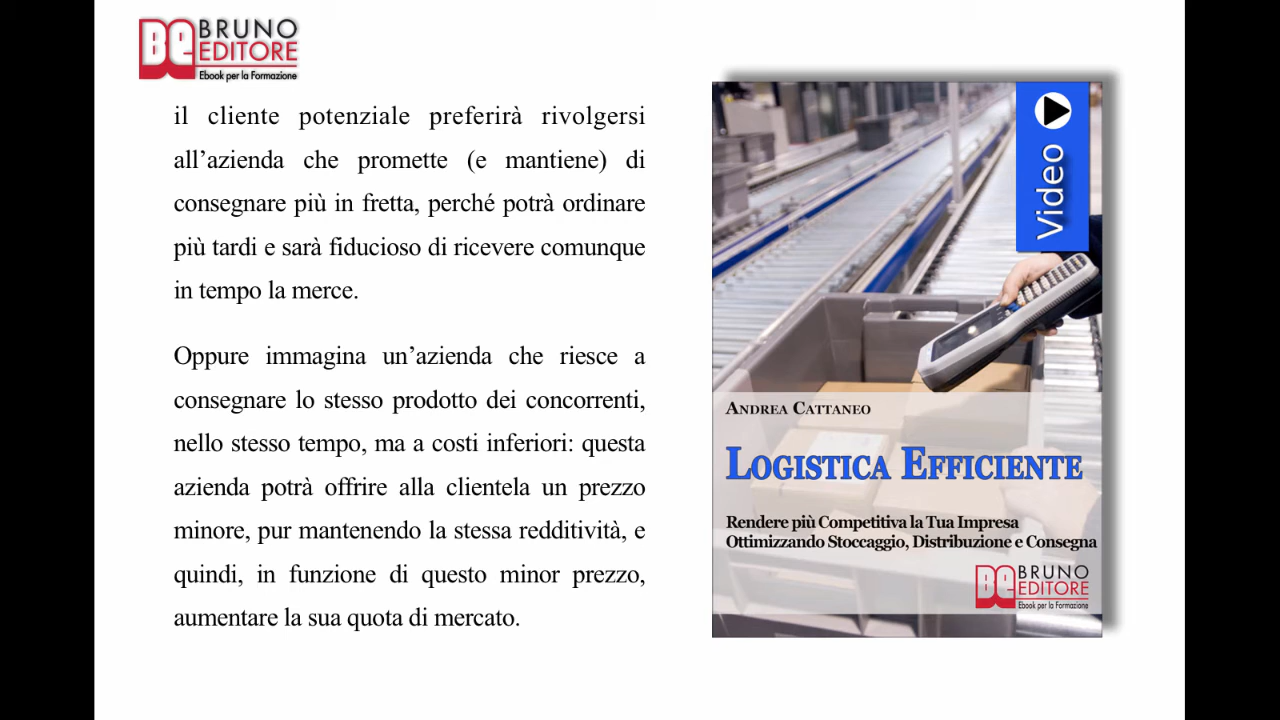 BRUNO
EDITORE
Ebook per la Formazione
il cliente potenziale preferirà rivolgersi
all’azienda che promette (e mantiene) di
consegnare più in fretta, perché potrà ordinare
più tardi e sarà fiducioso di ricevere comunque
in tempo la merce.
Oppure immagina un’azienda che riesce a
consegnare lo stesso prodotto dei concorrenti,
nello stesso tempo, ma a costi inferiori: questa
azienda potrà offrire alla clientela un prezzo
minore, pur mantenendo la stessa redditività, e
quindi, in funzione di questo minor prezzo,
aumentare la sua quota di mercato.
Video
ANDREA CATTANEO
LOGISTICA EFFICIENTE
Rendere più Competitiva la Tua Impresa
Ottimizzando Stoccaggio, Distribuzione e Consegna
BRUNO
EDITORE
Ebook per la Formazione